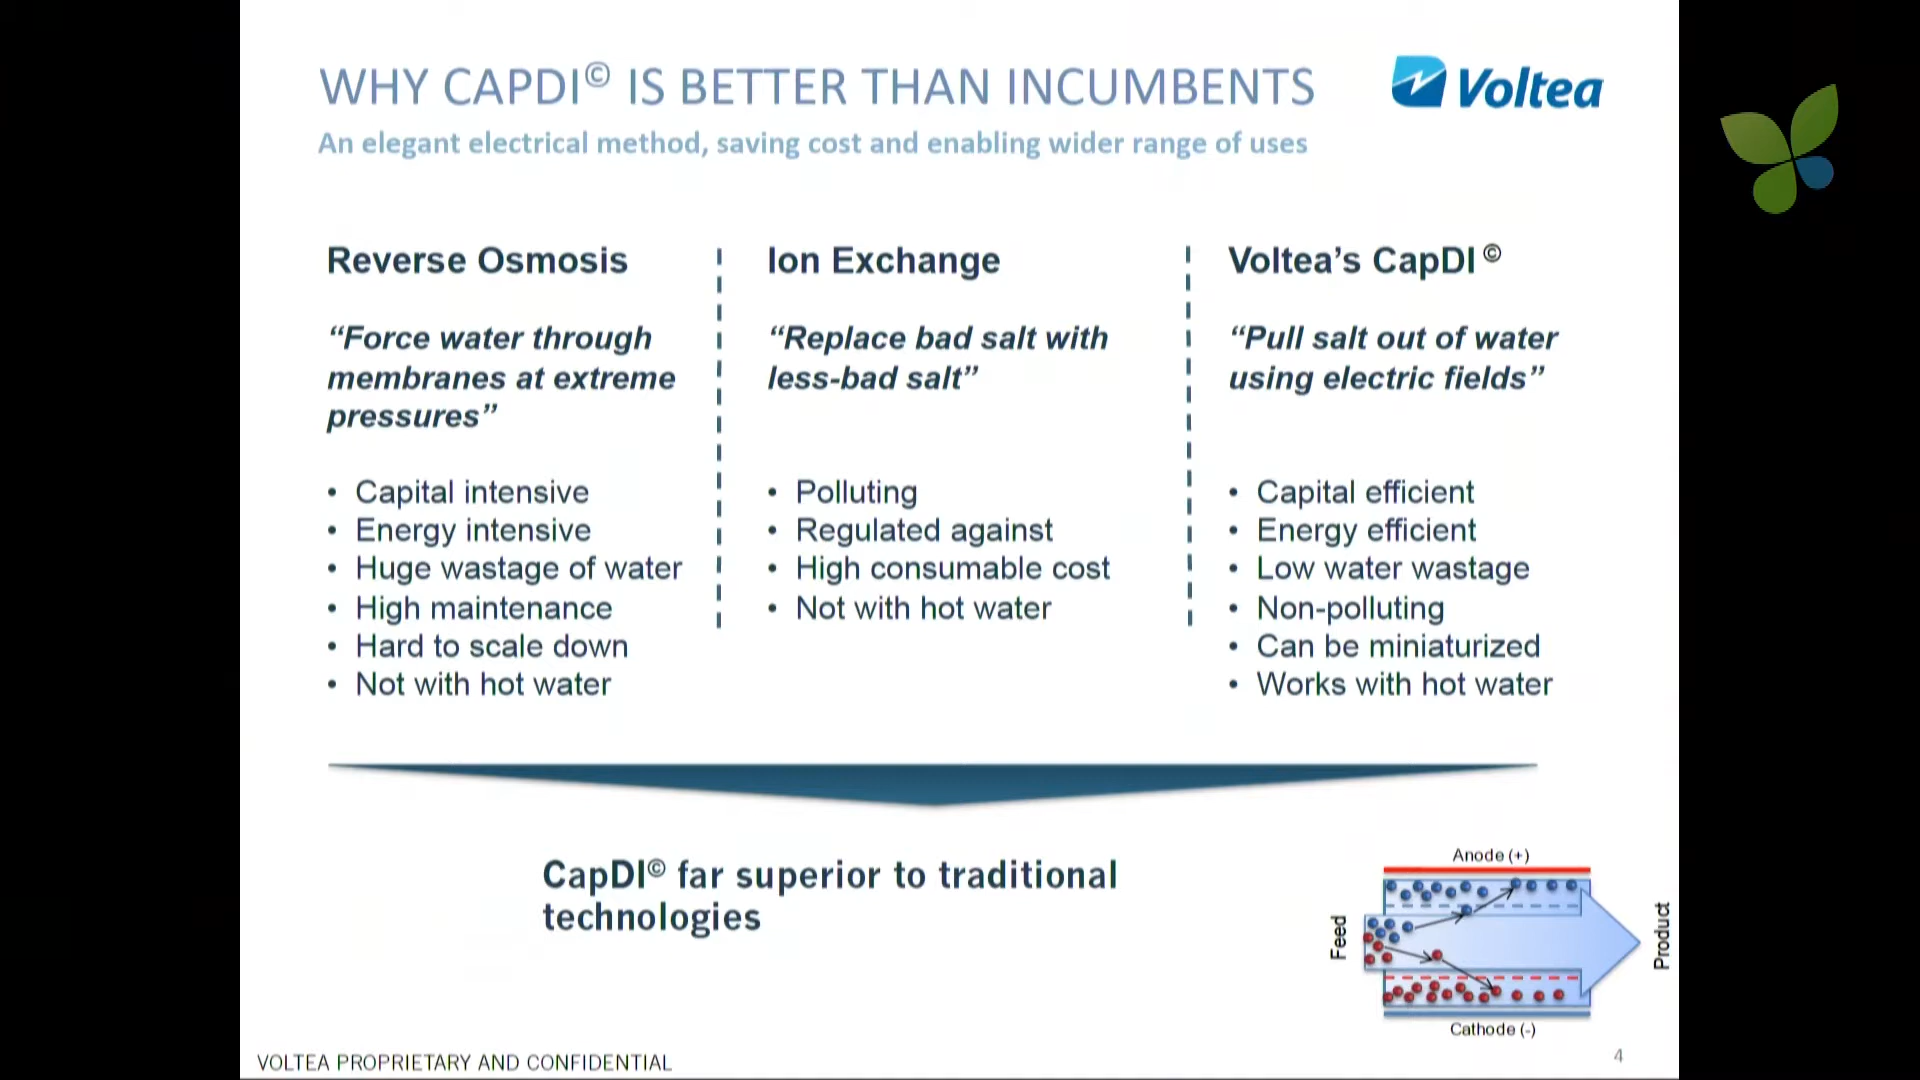 WHY CAPDI© IS BETTER THAN INCUMBENTS
Voltea
An elegant electrical method, saving cost and enabling wider range of uses
Reverse Osmosis
“Force water through
membranes at extreme
pressures”
• Capital intensive
• Energy intensive
• Huge wastage of water
• High maintenance
• Hard to scale down
• Not with hot water
Ion Exchange
“Replace bad salt with
less-bad salt”
• Polluting
• Regulated against
• High consumable cost
• Not with hot water
Voltea’s CapDI ©
“Pull salt out of water
using electric fields”
• Capital efficient
• Energy efficient
• Low water wastage
• Non-polluting
• Can be miniaturized
• Works with hot water
CapDI© far superior to traditional
technologies
Anode (+)
Feed
Product
Cathode (-)
VOLTEA PROPRIETARY AND CONFIDENTIAL
4